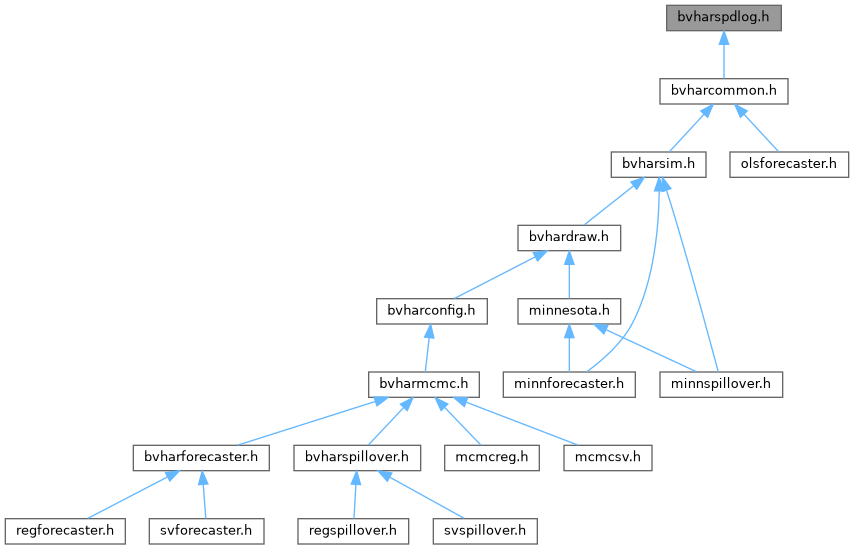 bvharspdlog.h
bvharcommon.h
bvharsim.h
olsforecaster.h
bvhardraw.h
bvharconfig.h
minnesota.h
bvharmcmc.h
minnforecaster.h
minnspillover.h
bvharforecaster.h
bvharspillover.h
mcmcreg.h
mcmcsv.h
regforecaster.h
svforecaster.h
regspillover.h
svspillover.h